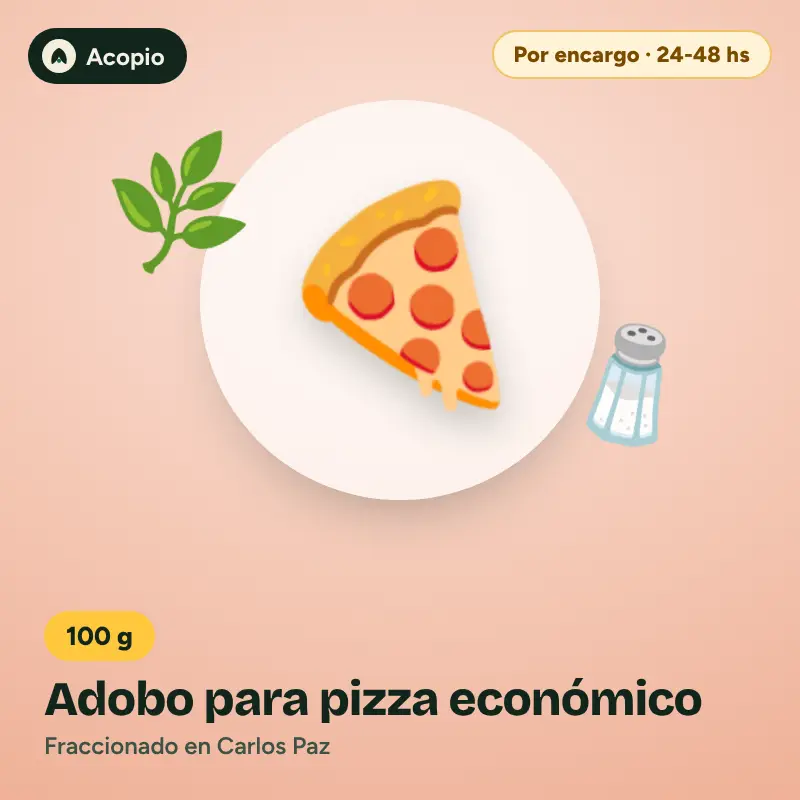 Acopio
Por encargo · 24-48 hs
100 g
Adobo para pizza económico
Fraccionado en Carlos Paz